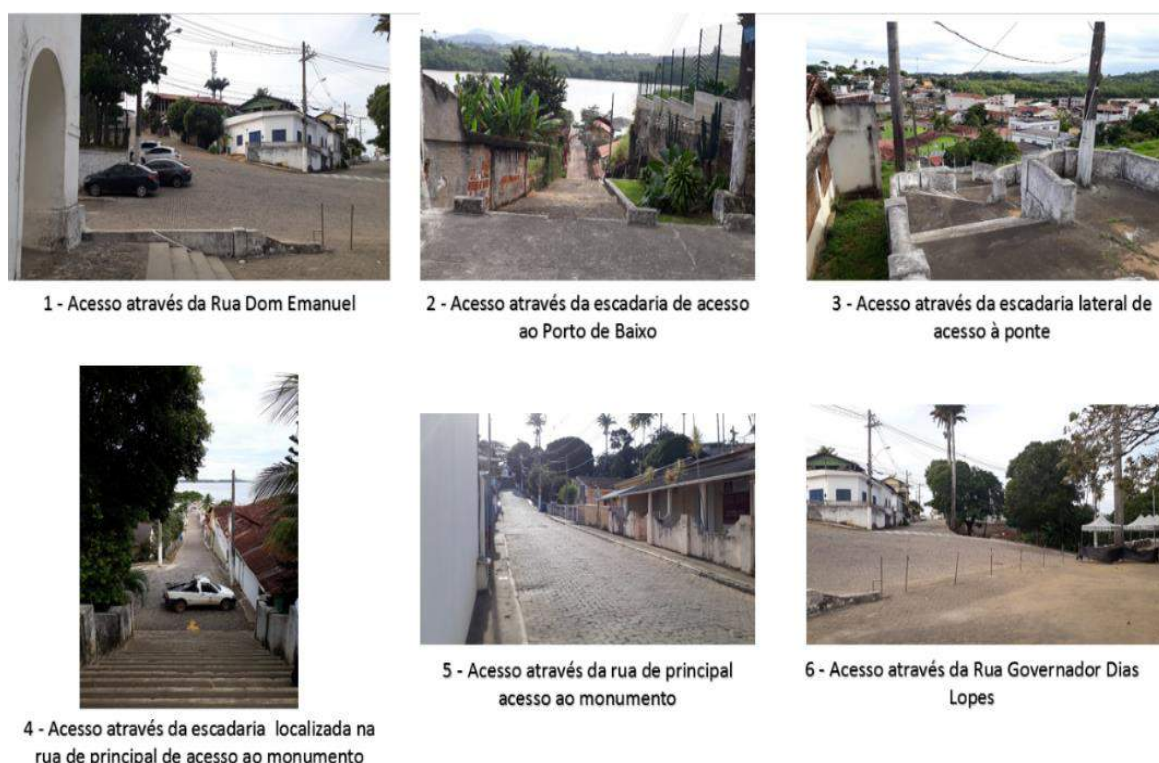 1 - Acesso através da Rua Dom Emanuel
2 - Acesso através da escadaria de acesso
ao Porto de Baixo
3 - Acesso através da escadaria lateral de
acesso à ponte
4 - Acesso através da escadaria localizada na
rua de principal de acesso ao monumento
5 - Acesso através da rua de principal
acesso ao monumento
6 - Acesso através da Rua Governador Dias
Lopes